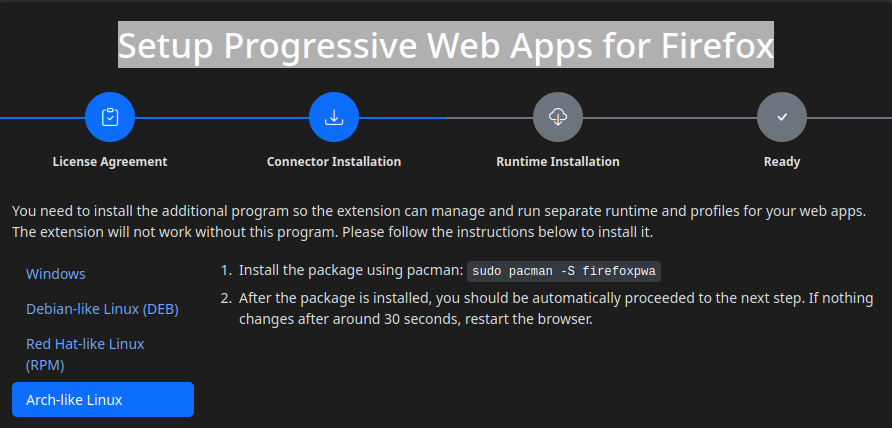 Setup Progressive Web Apps for Firefox
License Agreement
Connector Installation
Runtime Installation
Ready
You need to install the additional program so the extension can manage and run separate runtime and profiles for your web apps.
The extension will not work without this program. Please follow the instructions below to install it.
Windows
Debian-like Linux (DEB)
Red Hat-like Linux
(RPM)
Arch-like Linux
1. Install the package using pacman: sudo pacman -S firefoxpwa
2. After the package is installed, you should be automatically proceeded to the next step. If nothing
changes after around 30 seconds, restart the browser.